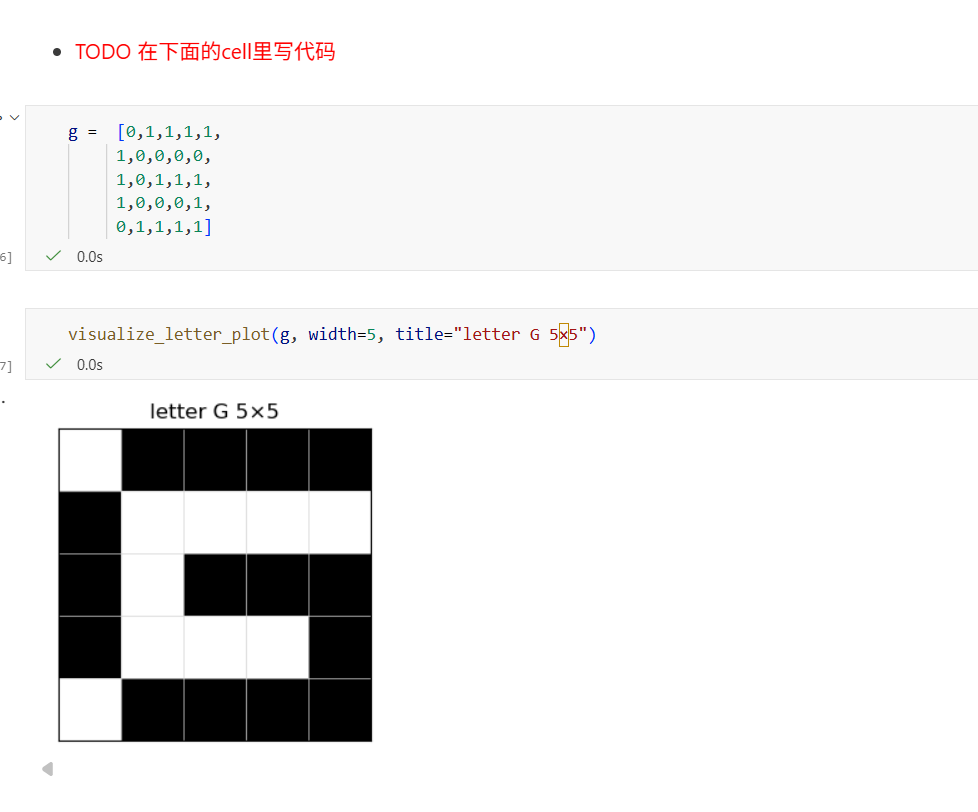 TODO 在下面的cell里写代码
g =  [0,1,1,1,1,
1,0,0,0,0,
1,0,1,1,1,
1,0,0,0,1,
0,1,1,1,1]
6]
0.0s
visualize_letter_plot(g, width=5, title="letter G 5×5")
7]
0.0s
letter G 5×5